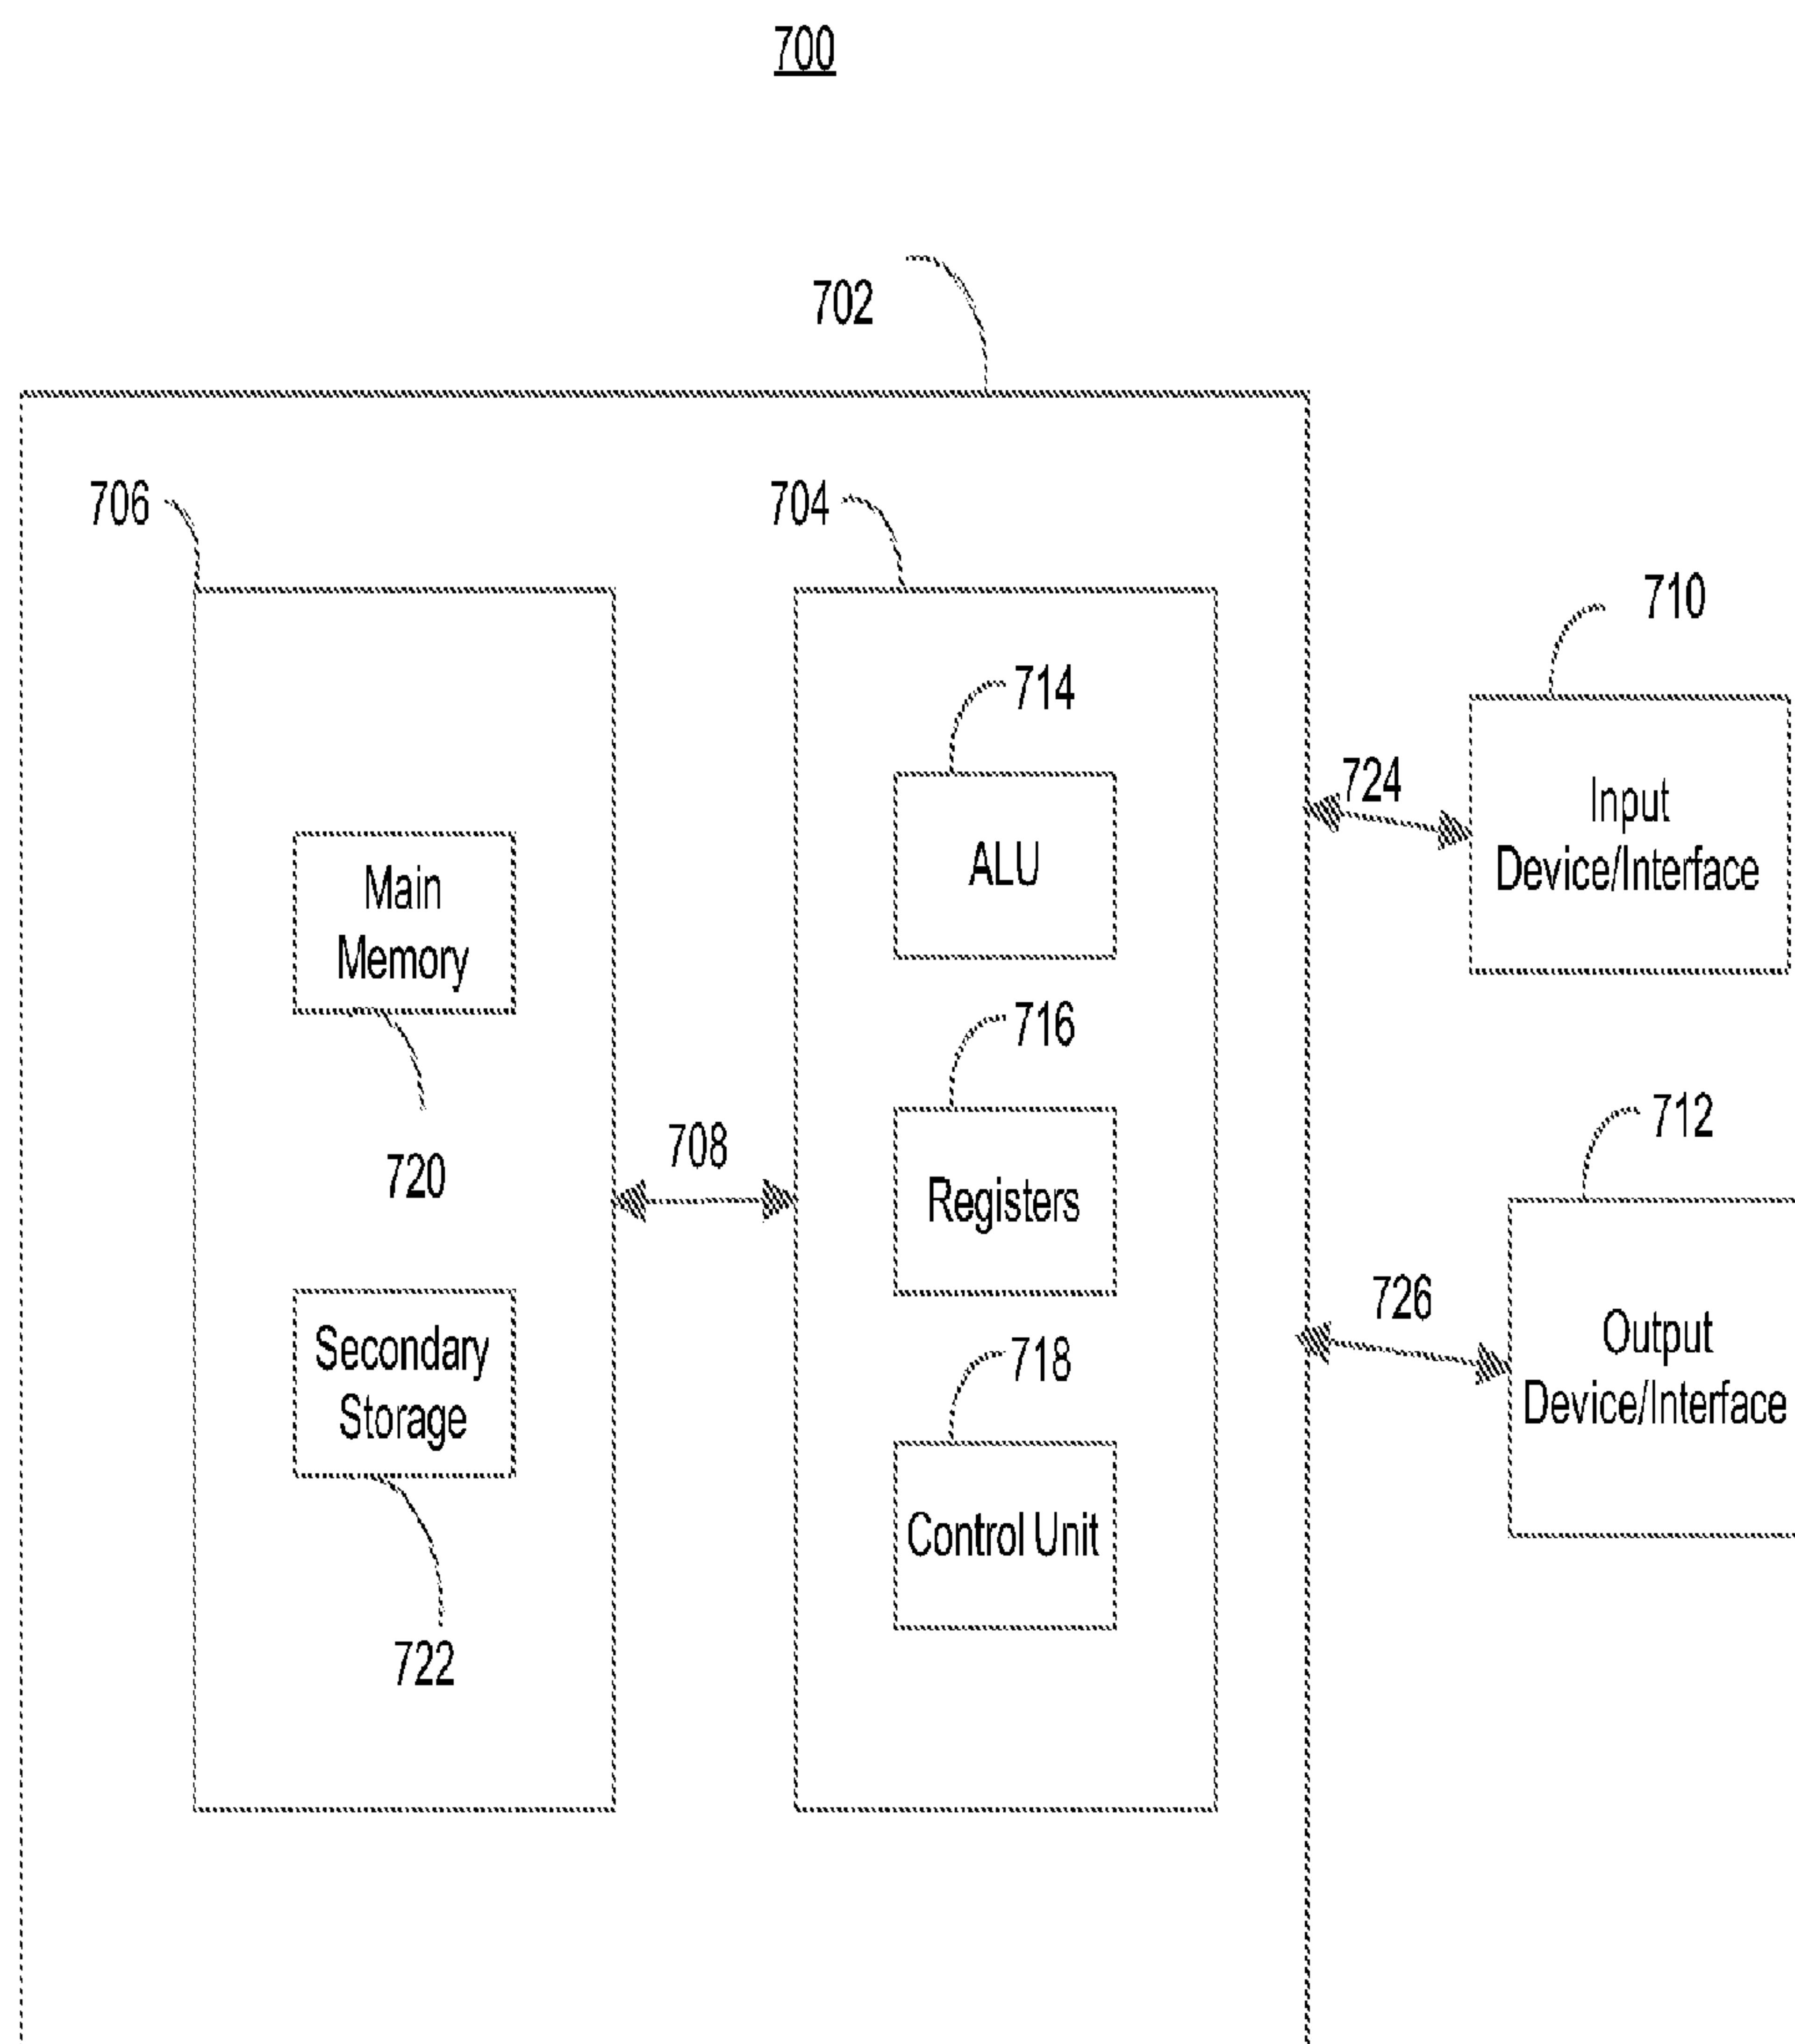 700
702
706
704
710
714
724
Input
Device/Interface
ALU
Main
Memory
716
712
708
720
Registers
726
Output
Device/Interface
718
Secondary
Storage
Control Unit
722